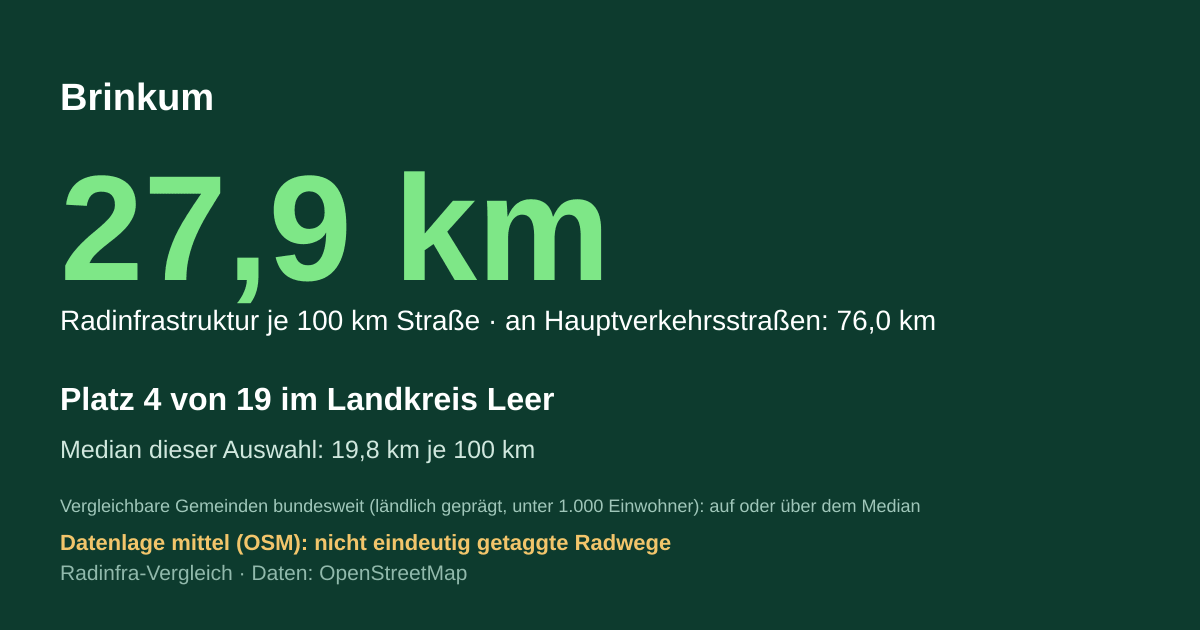 Brinkum
27,9 km
Radinfrastruktur je 100 km Straße · an Hauptverkehrsstraßen: 76,0 km
Platz 4 von 19 im Landkreis Leer
Median dieser Auswahl: 19,8 km je 100 km
Vergleichbare Gemeinden bundesweit (ländlich geprägt, unter 1.000 Einwohner): auf oder über dem Median
Datenlage mittel (OSM): nicht eindeutig getaggte Radwege
Radinfra-Vergleich · Daten: OpenStreetMap